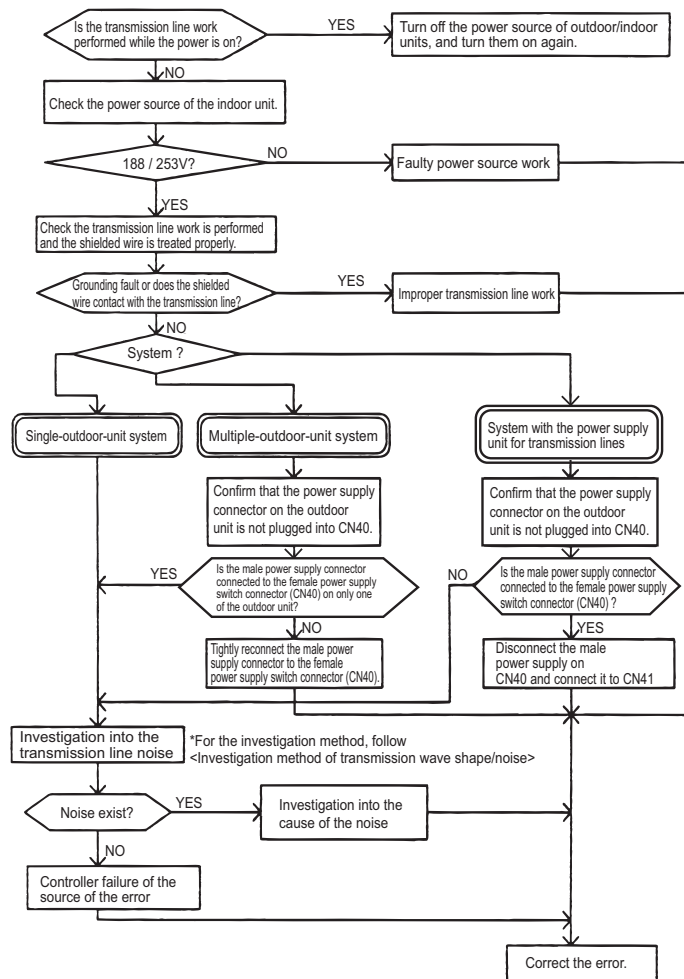 Is the transmission line work
performed while the power is on?
YES
Turn off the power source of outdoor/indoor
units, and turn them on again.
NO
Check the power source of the indoor unit.
188 / 253V?
NO
Faulty power source work
YES
Check the transmission line work is performed
and the shielded wire is treated properly.
Grounding fault or does the shielded
wire contact with the transmission line?
YES
Improper transmission line work
NO
System ?
Single-outdoor-unit system
Multiple-outdoor-unit system
System with the power supply
unit for transmission lines
Confirm that the power supply
connector on the outdoor
unit is not plugged into CN40.
Confirm that the power supply
connector on the outdoor
unit is not plugged into CN40.
YES
Is the male power supply connector
connected to the female power supply
switch connector (CN40) on only one
of the outdoor unit?
NO
Is the male power supply connector
connected to the female power supply
switch connector (CN40) ?
NO
YES
Tightly reconnect the male power
supply connector to the female
power supply switch connector (CN40).
Disconnect the male
power supply on
CN40 and connect it to CN41
Investigation into the
transmission line noise
*For the investigation method, follow
<Investigation method of transmission wave shape/noise>
Noise exist?
YES
Investigation into the
cause of the noise
NO
Controller failure of the
source of the error
Correct the error.